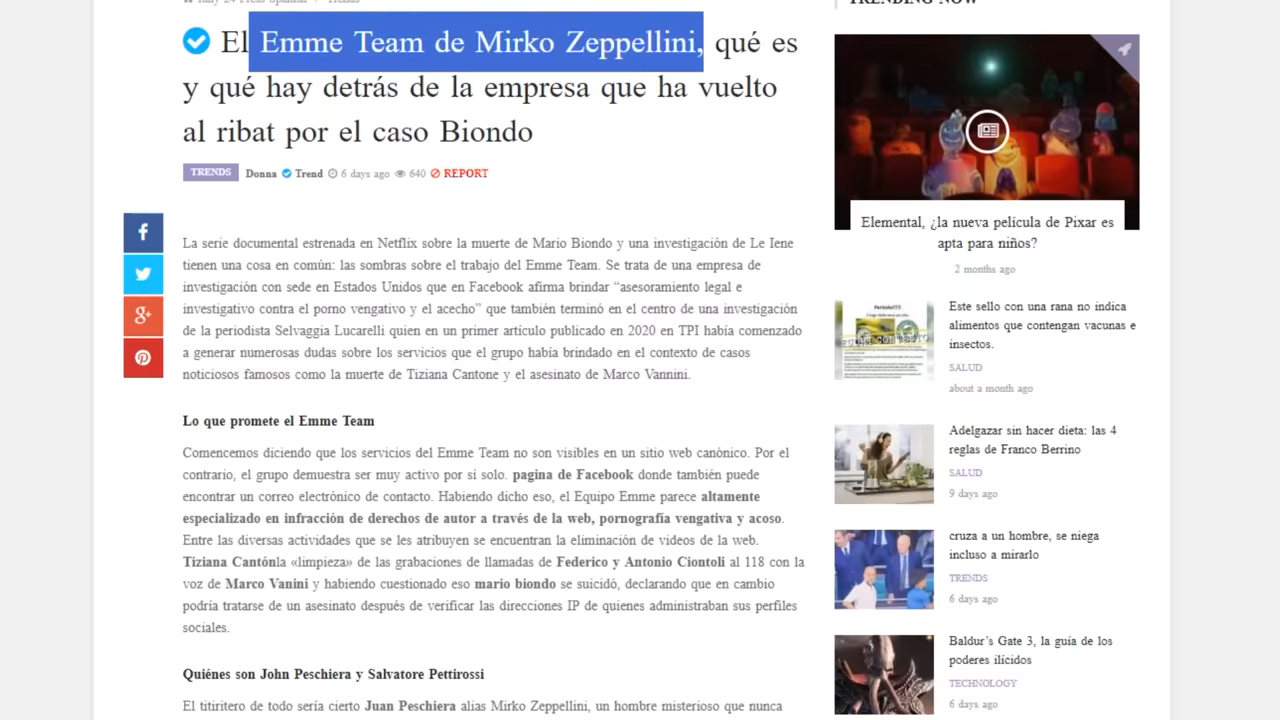 TRENDING NOW
El Emme Team de Mirko Zeppellini, qué es
y qué hay detrás de la empresa que ha vuelto
al ribat por el caso Biondo
TRENDS Donna Trend 6 days ago 640 REPORT
La serie documental estrenada en Netflix sobre la muerte de Mario Biondo y una investigación de Le Iene
tienen una cosa en común: las sombras sobre el trabajo del Emme Team. Se trata de una empresa de
investigación con sede en Estados Unidos que en Facebook afirma brindar “asesoramiento legal e
investigativo contra el porno vengativo y el acecho” que también terminó en el centro de una investigación
de la periodista Selvaggia Lucarelli quien en un primer artículo publicado en 2020 en TPI había comenzado
a generar numerosas dudas sobre los servicios que el grupo había brindado en el contexto de casos
sos famosos como la muerte de Tiziana Cantone y el asesinato de Marco Vannini.
Lo que promete el Emme Team
Comencemos diciendo que los servicios del Emme Team no son visibles en un sitio web canónico. Por el
contrario, el grupo demuestra ser muy activo por si solo. pagina de Facebook donde también puede
encontrar un correo electrónico de contacto. Habiendo dicho eso, el Equipo Emme parece altamente
especializado en infracción de derechos de autor a través de la web, pornografía vengativa y acoso.
Entre las diversas actividades que se les atribuyen se encuentran la eliminación de videos de la web.
Tiziana Cantónla «limpieza» de las grabaciones de llamadas de Federico y Antonio Ciontoli al 118 con la
voz de Marco Vanini y habiendo cuestionado eso mario biondo se suicidó, declarando que en cambio
podría tratarse de un asesinato después de verificar las direcciones IP de quienes administraban sus perfiles
sociales.
Quiénes son John Peschiera y Salvatore Pettirossi
El titiritero de todo sería cierto Juan Peschiera alias Mirko Zeppellini, un hombre misterioso que nunca
Elemental, ¿la nueva película de Pixar es
apta para niños?
2 months ago
Este sello con una rana no indica
alimentos que contengan vacunas e
insectos.
SALUD
about a month ago
Adelgazar sin hacer dieta: las 4
reglas de Franco Berrino
SALUD
9 days ago
cruza a un hombre, se niega
incluso a mirarlo
TRENDS
6 days ago
Baldur’s Gate 3, la guía de los
poderes ilícidos
TECHNOLOGY
6 days ago